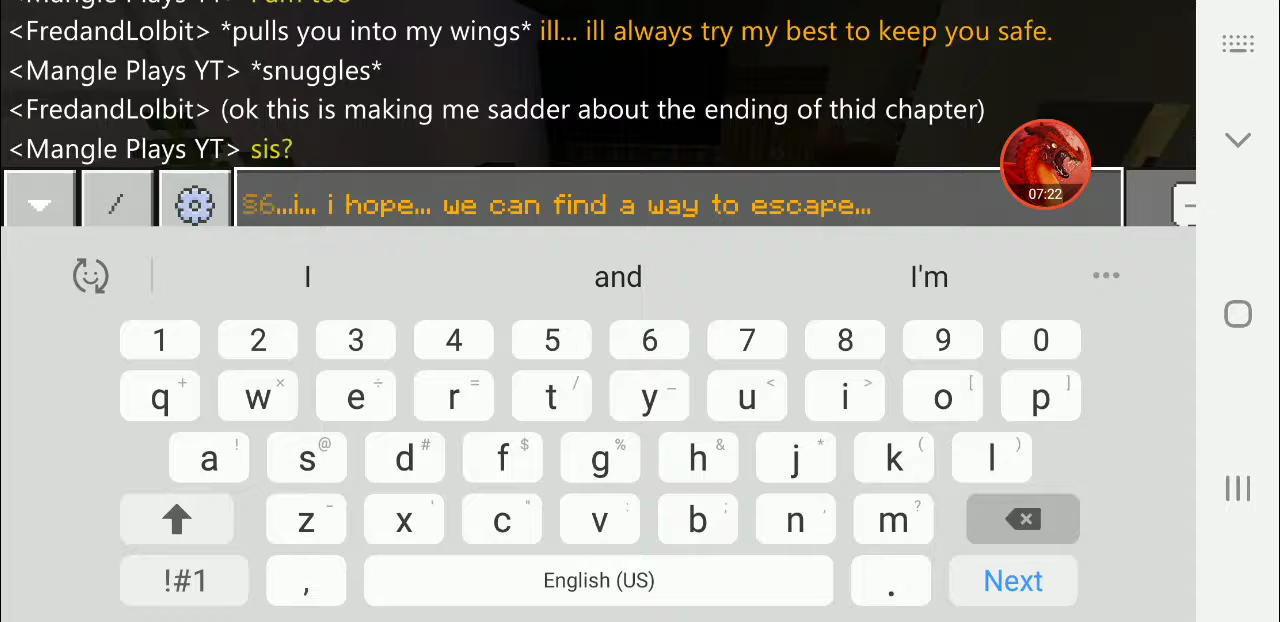 <FredandLolbit> *pulls you into my wings* ill... ill always try my best to keep you safe.
<Mangle Plays YT> *snuggles*
<FredandLolbit> (ok this is making me sadder about the ending of thid chapter)
<Mangle Plays YT> sis?
/ §6...i... i hope... we can find a way to escape...
07:22
I and I'm
1 2 3 4 5 6 7 8 9 0
q + w × e ÷ r = t / y _ u < i > o [ p ]
a ! s @ d # f $ g % h & j * k ( l )
z - x ' c " v : b ; n , m ?
!#1 , English (US) . Next